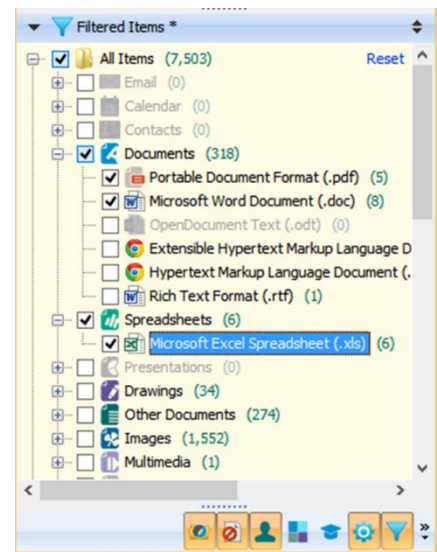 Filtered Items *
All Items (7,503) Reset
Email (0)
Calendar (0)
Contacts (0)
Documents (318)
Portable Document Format (.pdf) (5)
Microsoft Word Document (.doc) (8)
OpenDocument Text (.odt) (0)
Extensible Hypertext Markup Language D
Hypertext Markup Language Document (.
Rich Text Format (.rtf) (1)
Spreadsheets (6)
Microsoft Excel Spreadsheet (.xls) (6)
Presentations (0)
Drawings (34)
Other Documents (274)
Images (1,552)
Multimedia (1)